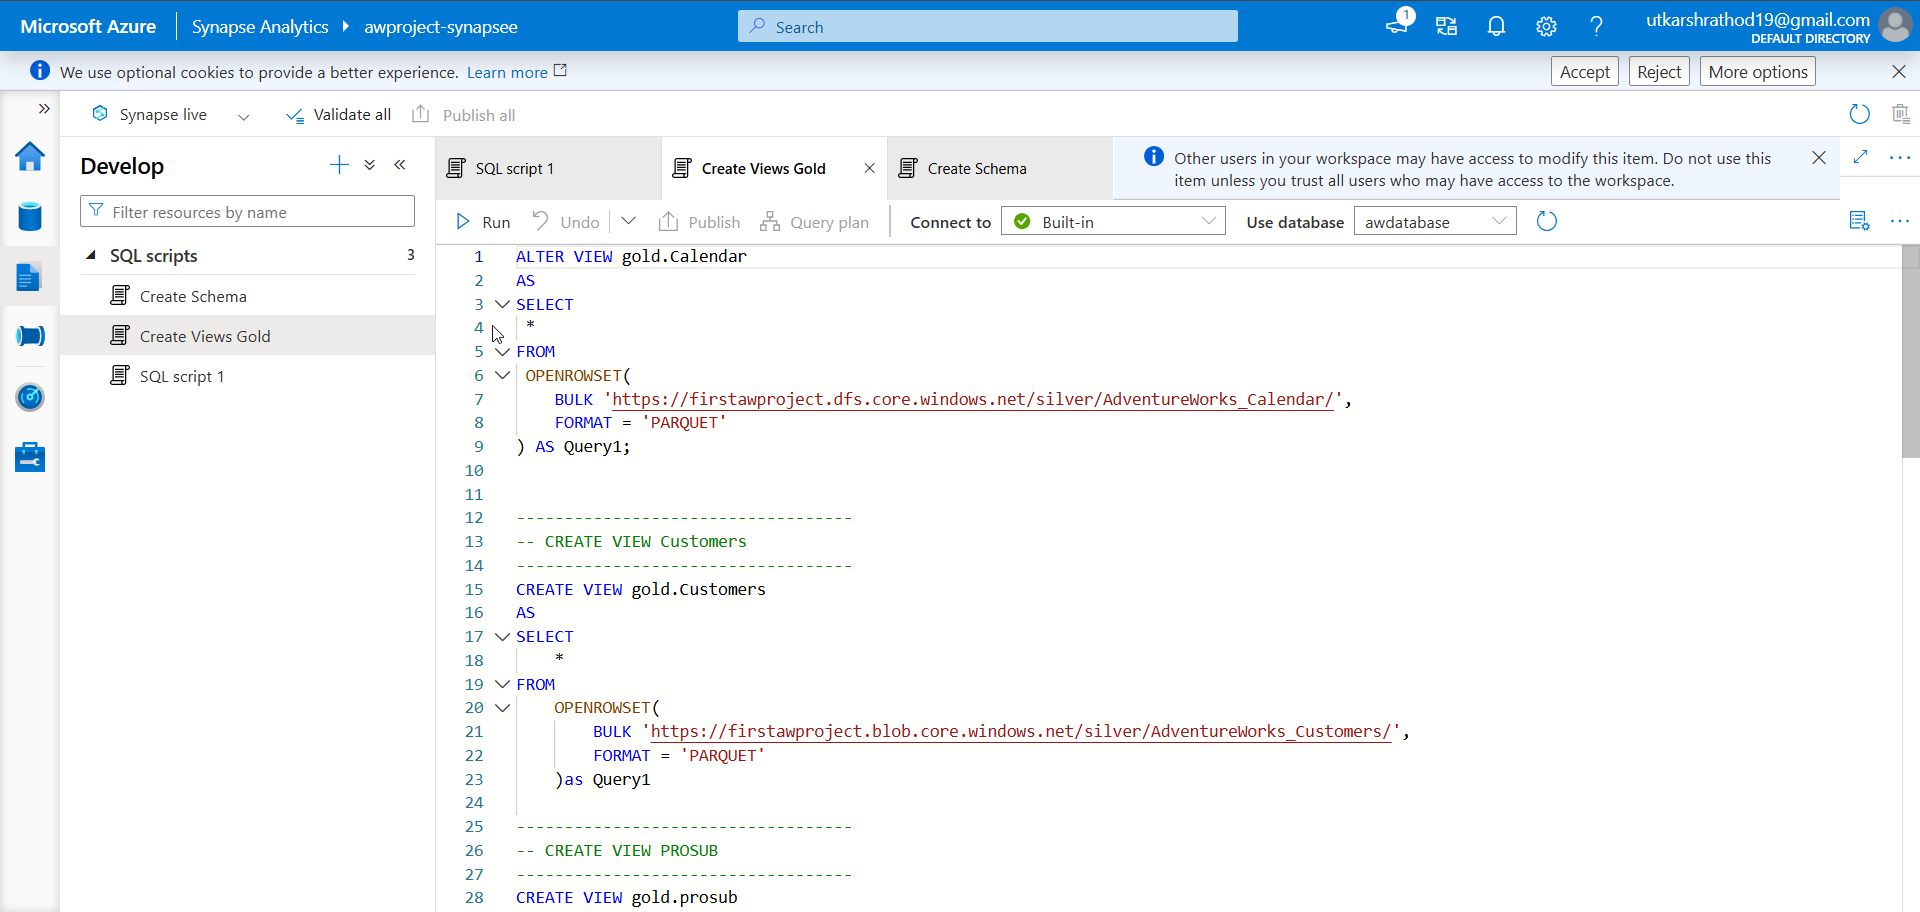 Microsoft Azure
Synapse Analytics
awproject-synapsee
Search
1
utkarshrathod19@gmail.com
DEFAULT DIRECTORY
We use optional cookies to provide a better experience. Learn more
Accept
Reject
More options
Synapse live
Validate all
Publish all
Develop
Filter resources by name
SQL scripts 3
Create Schema
Create Views Gold
SQL script 1
SQL script 1
Create Views Gold
Create Schema
Other users in your workspace may have access to modify this item. Do not use this
item unless you trust all users who may have access to the workspace.
Run
Undo
Publish
Query plan
Connect to
Built-in
Use database
awdatabase
1 ALTER VIEW gold.Calendar
2 AS
3 SELECT
4 *
5 FROM
6 OPENROWSET(
7 BULK 'https://firstawproject.dfs.core.windows.net/silver/AdventureWorks_Calendar/',
8 FORMAT = 'PARQUET'
9 ) AS Query1;
10
11
12 -----------------------------------
13 -- CREATE VIEW Customers
14 -----------------------------------
15 CREATE VIEW gold.Customers
16 AS
17 SELECT
18 *
19 FROM
20 OPENROWSET(
21 BULK 'https://firstawproject.blob.core.windows.net/silver/AdventureWorks_Customers/',
22 FORMAT = 'PARQUET'
23 )as Query1
24
25 -----------------------------------
26 -- CREATE VIEW PROSUB
27 -----------------------------------
28 CREATE VIEW gold.prosub